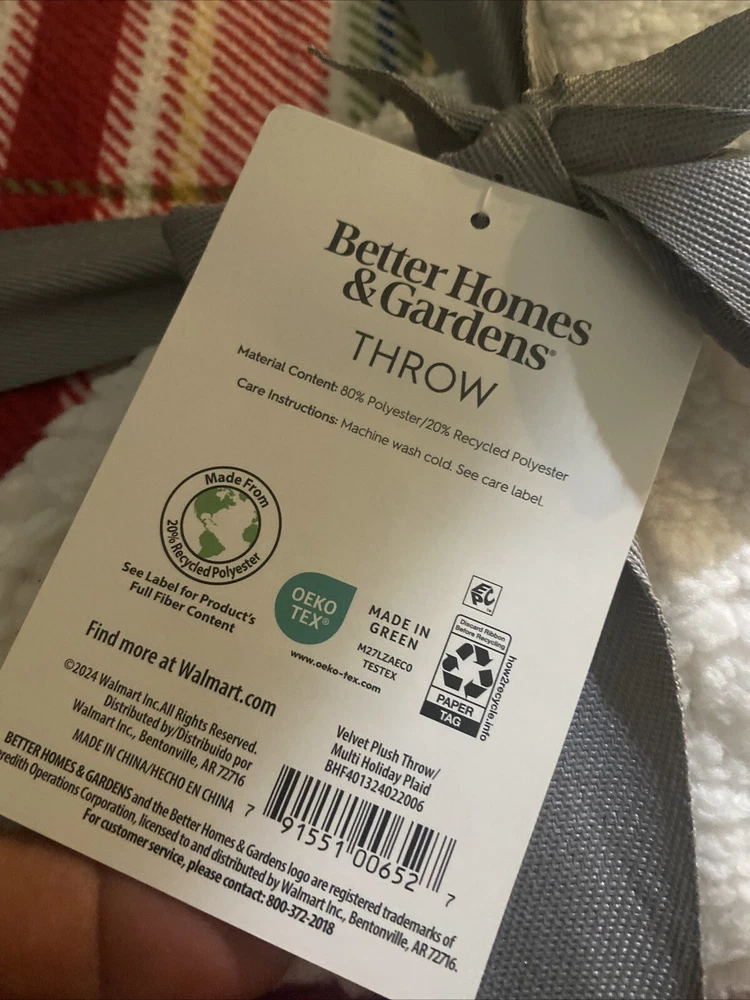 Better Homes
& Gardens®
THROW
Material Content: 80% Polyester/20% Recycled Polyester
Care Instructions: Machine wash cold. See care label.
Made From
20% Recycled Polyester
See Label for Product's
Full Fiber Content
OEKO
TEX®
MADE IN
GREEN
M27LZAEC0
TESTEX
www.oeko-tex.com
EPC
Discard Ribbon
Before Recycling
PAPER
TAG
how2recycle.info
Find more at Walmart.com
©2024 Walmart Inc.All Rights Reserved.
Distributed by/Distribuido por
Walmart Inc., Bentonville, AR 72716
MADE IN CHINA/HECHO EN CHINA
Velvet Plush Throw/
Multi Holiday Plaid
BHF401324022006
7 91551 00652 7
BETTER HOMES & GARDENS and the Better Homes & Gardens logo are registered trademarks of
Operations Corporation, licensed to and distributed by Walmart Inc., Bentonville, AR 72716.
For customer service, please contact: 800-372-2018